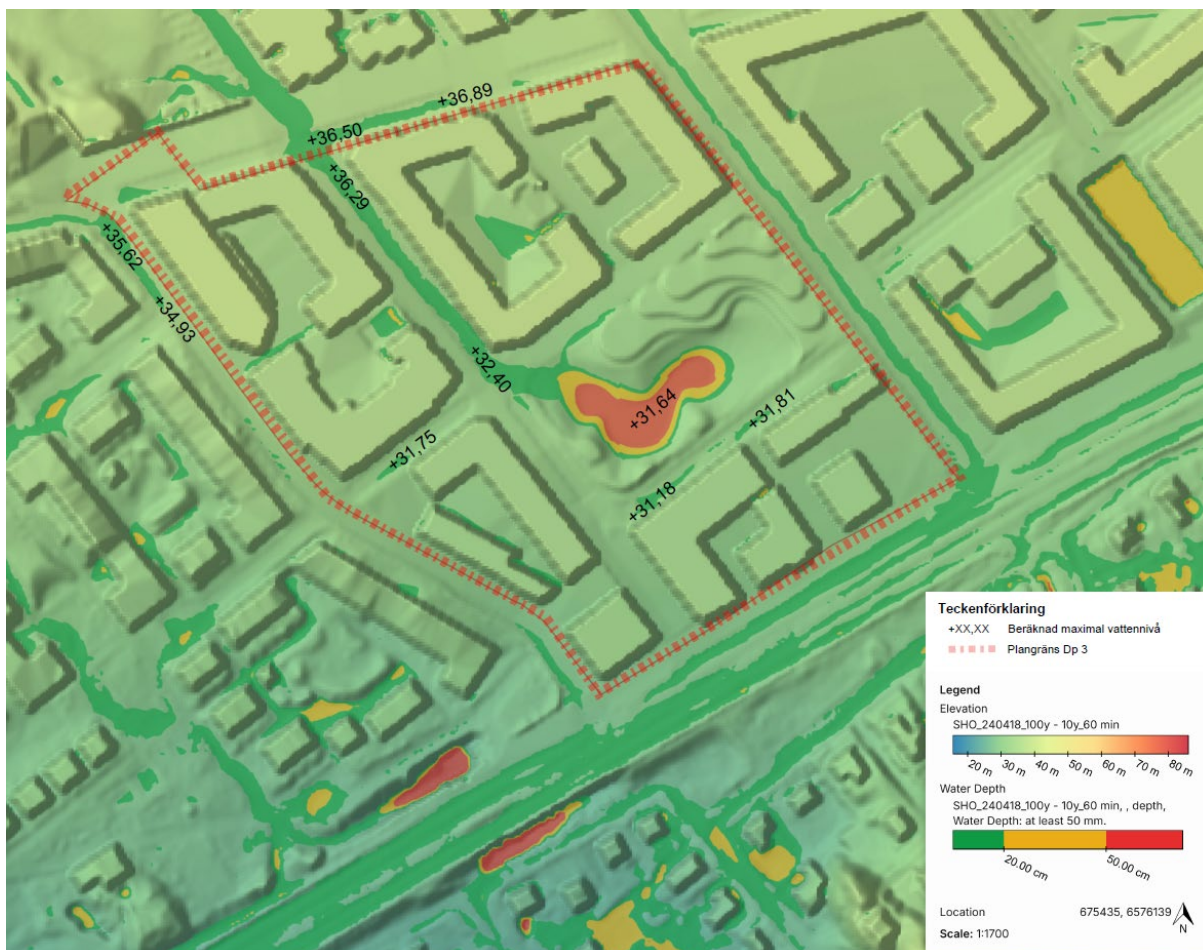 +36,89
+36,50
+36,29
+35,62
+34,93
+32,40
+31,64
+31,81
+31,75
+31,18
Teckenförklaring
+XX,XX Beräknad maximal vattennivå
Plangräns Dp 3
Legend
Elevation
SHO_240418_100y - 10y_60 min
20 m 30 m 40 m 50 m 60 m 70 m 80 m
Water Depth
SHO_240418_100y - 10y_60 min, , depth,
Water Depth: at least 50 mm.
20.00 cm 50.00 cm
Location 675435, 6576139
Scale: 1:1700
N